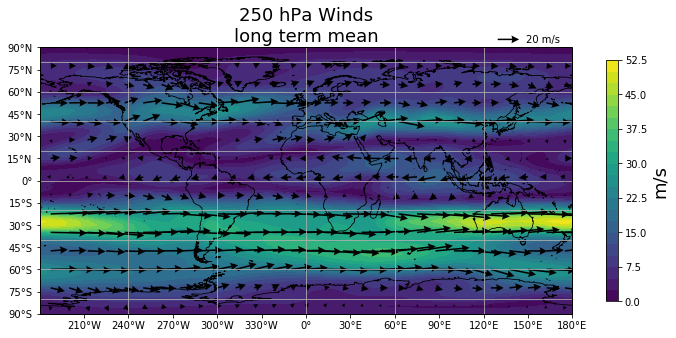 250 hPa Winds
long term mean
20 m/s
90°N
75°N
60°N
45°N
30°N
15°N
0°
15°S
30°S
45°S
60°S
75°S
90°S
210°W 240°W 270°W 300°W 330°W 0° 30°E 60°E 90°E 120°E 150°E 180°E
52.5
45.0
37.5
30.0
22.5
15.0
7.5
0.0
m/s